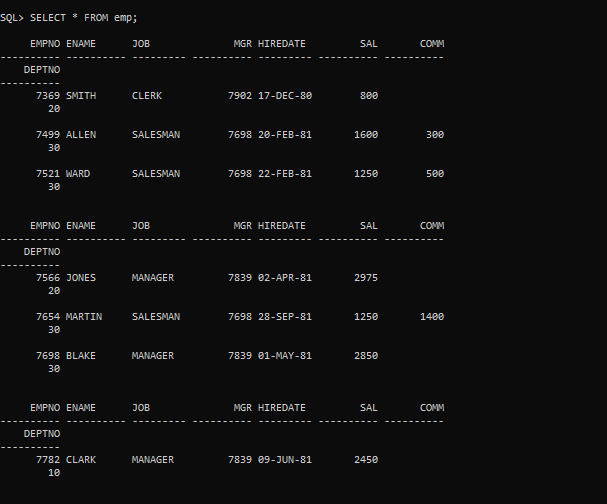 SQL> SELECT * FROM emp;
     EMPNO ENAME      JOB              MGR HIREDATE         SAL       COMM
---------- ---------- --------- ---------- --------- ---------- ----------
    DEPTNO
----------
      7369 SMITH      CLERK           7902 17-DEC-80        800
        20
      7499 ALLEN      SALESMAN        7698 20-FEB-81       1600        300
        30
      7521 WARD       SALESMAN        7698 22-FEB-81       1250        500
        30
     EMPNO ENAME      JOB              MGR HIREDATE         SAL       COMM
---------- ---------- --------- ---------- --------- ---------- ----------
    DEPTNO
----------
      7566 JONES      MANAGER         7839 02-APR-81       2975
        20
      7654 MARTIN     SALESMAN        7698 28-SEP-81       1250       1400
        30
      7698 BLAKE      MANAGER         7839 01-MAY-81       2850
        30
     EMPNO ENAME      JOB              MGR HIREDATE         SAL       COMM
---------- ---------- --------- ---------- --------- ---------- ----------
    DEPTNO
----------
      7782 CLARK      MANAGER         7839 09-JUN-81       2450
        10